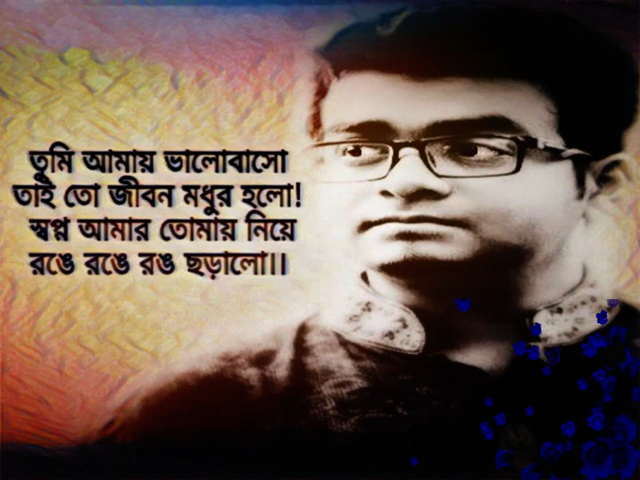 তুমি আমায় ভালোবাসো
তাই তো জীবন মধুর হলো!
স্বপ্ন আমার তোমায় নিয়ে
রঙে রঙে রঙ ছড়ালো।।